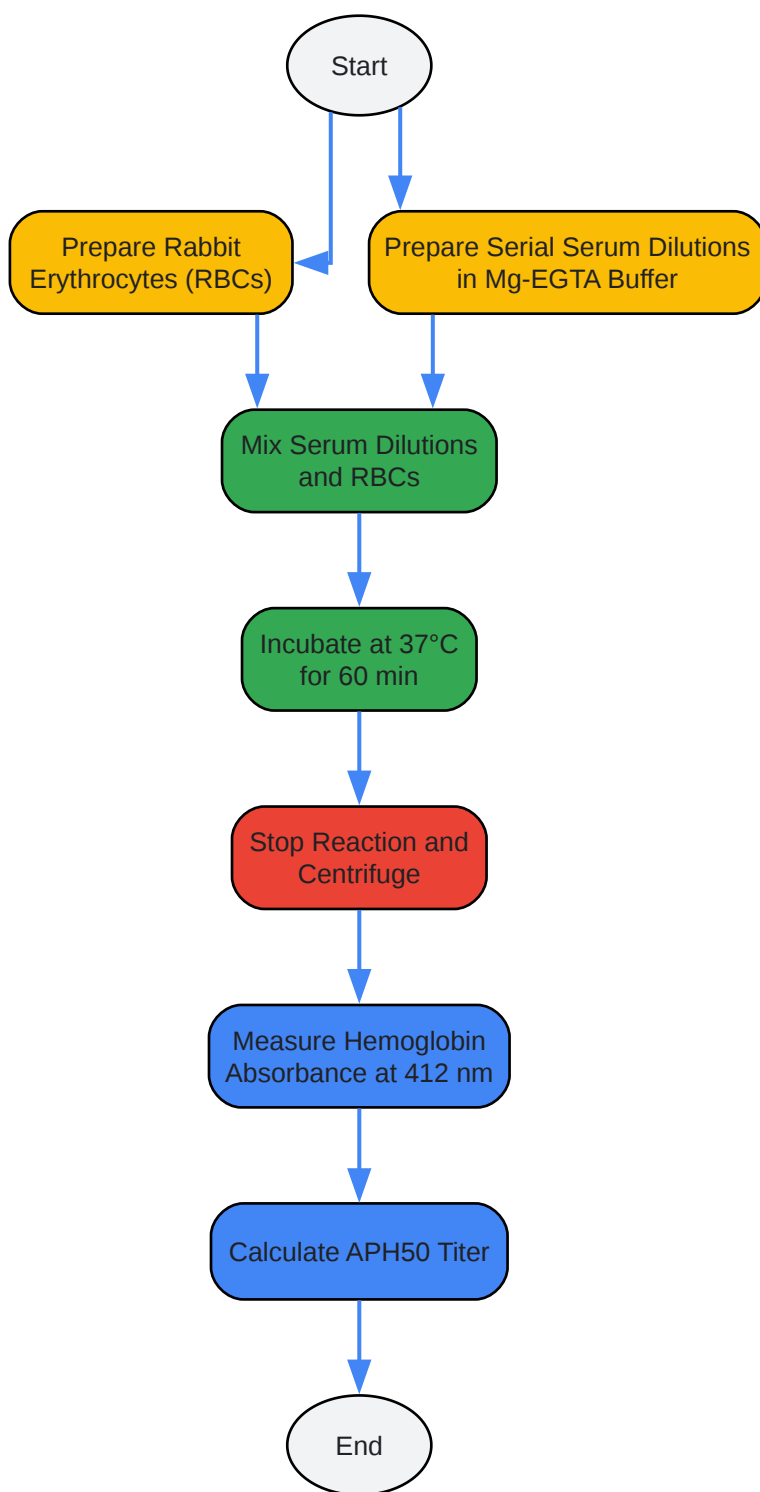 Start
Prepare Rabbit
Erythrocytes (RBCs)
Prepare Serial Serum Dilutions
in Mg-EGTA Buffer
Mix Serum Dilutions
and RBCs
Incubate at 37°C
for 60 min
Stop Reaction and
Centrifuge
Measure Hemoglobin
Absorbance at 412 nm
Calculate APH50 Titer
End